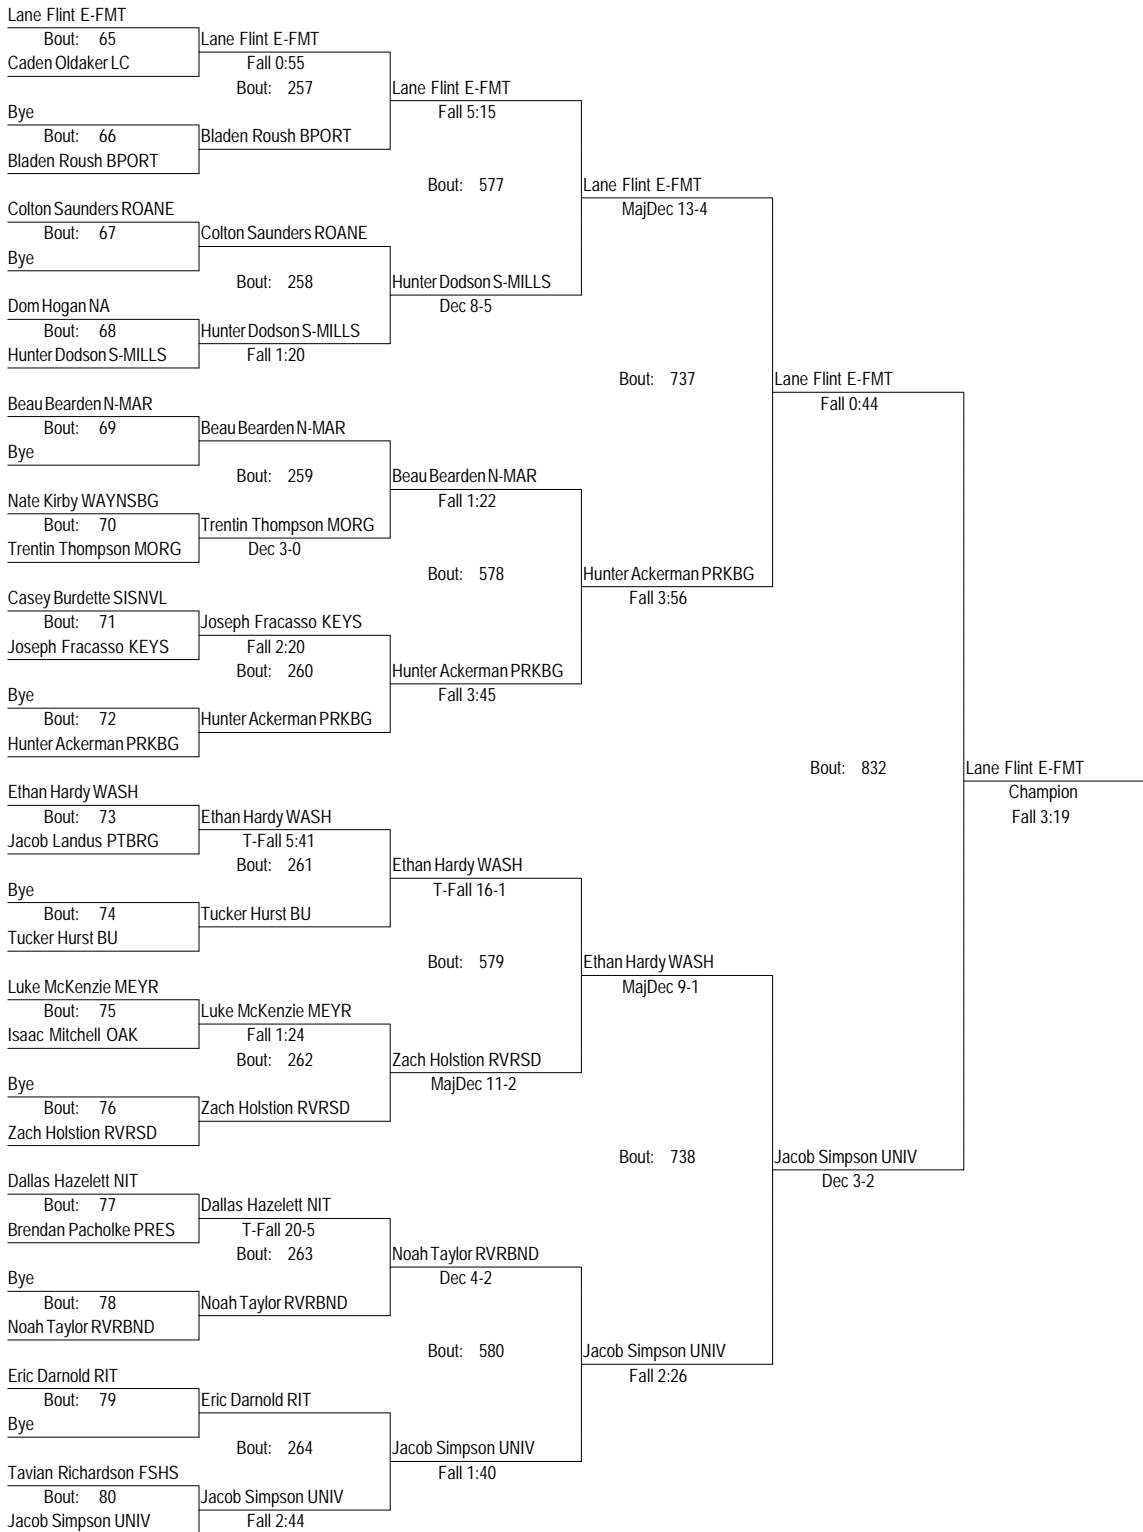 Lane Flint E-FMT
Bout: 65
Caden Oldaker LC
Bye
Bout: 66
Bladen Roush BPORT
Colton Saunders ROANE
Bout: 67
Bye
Dom Hogan NA
Bout: 68
Hunter Dodson S-MILLS
Beau Bearden N-MAR
Bout: 69
Bye
Nate Kirby WAYNSBG
Bout: 70
Trentin Thompson MORG
Casey Burdette SISNVL
Bout: 71
Joseph Fracasso KEYS
Bye
Bout: 72
Hunter Ackerman PRKBG
Ethan Hardy WASH
Bout: 73
Jacob Landus PTBRG
Bye
Bout: 74
Tucker Hurst BU
Luke McKenzie MEYR
Bout: 75
Isaac Mitchell OAK
Bye
Bout: 76
Zach Holstion RVRSD
Dallas Hazelett NIT
Bout: 77
Brendan Pacholke PRES
Bye
Bout: 78
Noah Taylor RVRBND
Eric Darnold RIT
Bout: 79
Bye
Tavian Richardson FSHS
Bout: 80
Jacob Simpson UNIV
Lane Flint E-FMT
Fall 0:55
Bout: 257
Bladen Roush BPORT
Colton Saunders ROANE
Bout: 258
Hunter Dodson S-MILLS
Fall 1:20
Beau Bearden N-MAR
Bout: 259
Trentin Thompson MORG
Dec 3-0
Joseph Fracasso KEYS
Fall 2:20
Bout: 260
Hunter Ackerman PRKBG
Ethan Hardy WASH
T-Fall 5:41
Bout: 261
Tucker Hurst BU
Luke McKenzie MEYR
Fall 1:24
Bout: 262
Zach Holstion RVRSD
Dallas Hazelett NIT
T-Fall 20-5
Bout: 263
Noah Taylor RVRBND
Eric Darnold RIT
Bout: 264
Jacob Simpson UNIV
Fall 2:44
Lane Flint E-FMT
Fall 5:15
Bout: 577
Hunter Dodson S-MILLS
Dec 8-5
Beau Bearden N-MAR
Fall 1:22
Bout: 578
Hunter Ackerman PRKBG
Fall 3:45
Ethan Hardy WASH
T-Fall 16-1
Bout: 579
Zach Holstion RVRSD
MajDec 11-2
Noah Taylor RVRBND
Dec 4-2
Bout: 580
Jacob Simpson UNIV
Fall 1:40
Lane Flint E-FMT
MajDec 13-4
Bout: 737
Hunter Ackerman PRKBG
Fall 3:56
Ethan Hardy WASH
MajDec 9-1
Bout: 738
Jacob Simpson UNIV
Fall 2:26
Lane Flint E-FMT
Fall 0:44
Bout: 832
Jacob Simpson UNIV
Dec 3-2
Lane Flint E-FMT
Champion
Fall 3:19